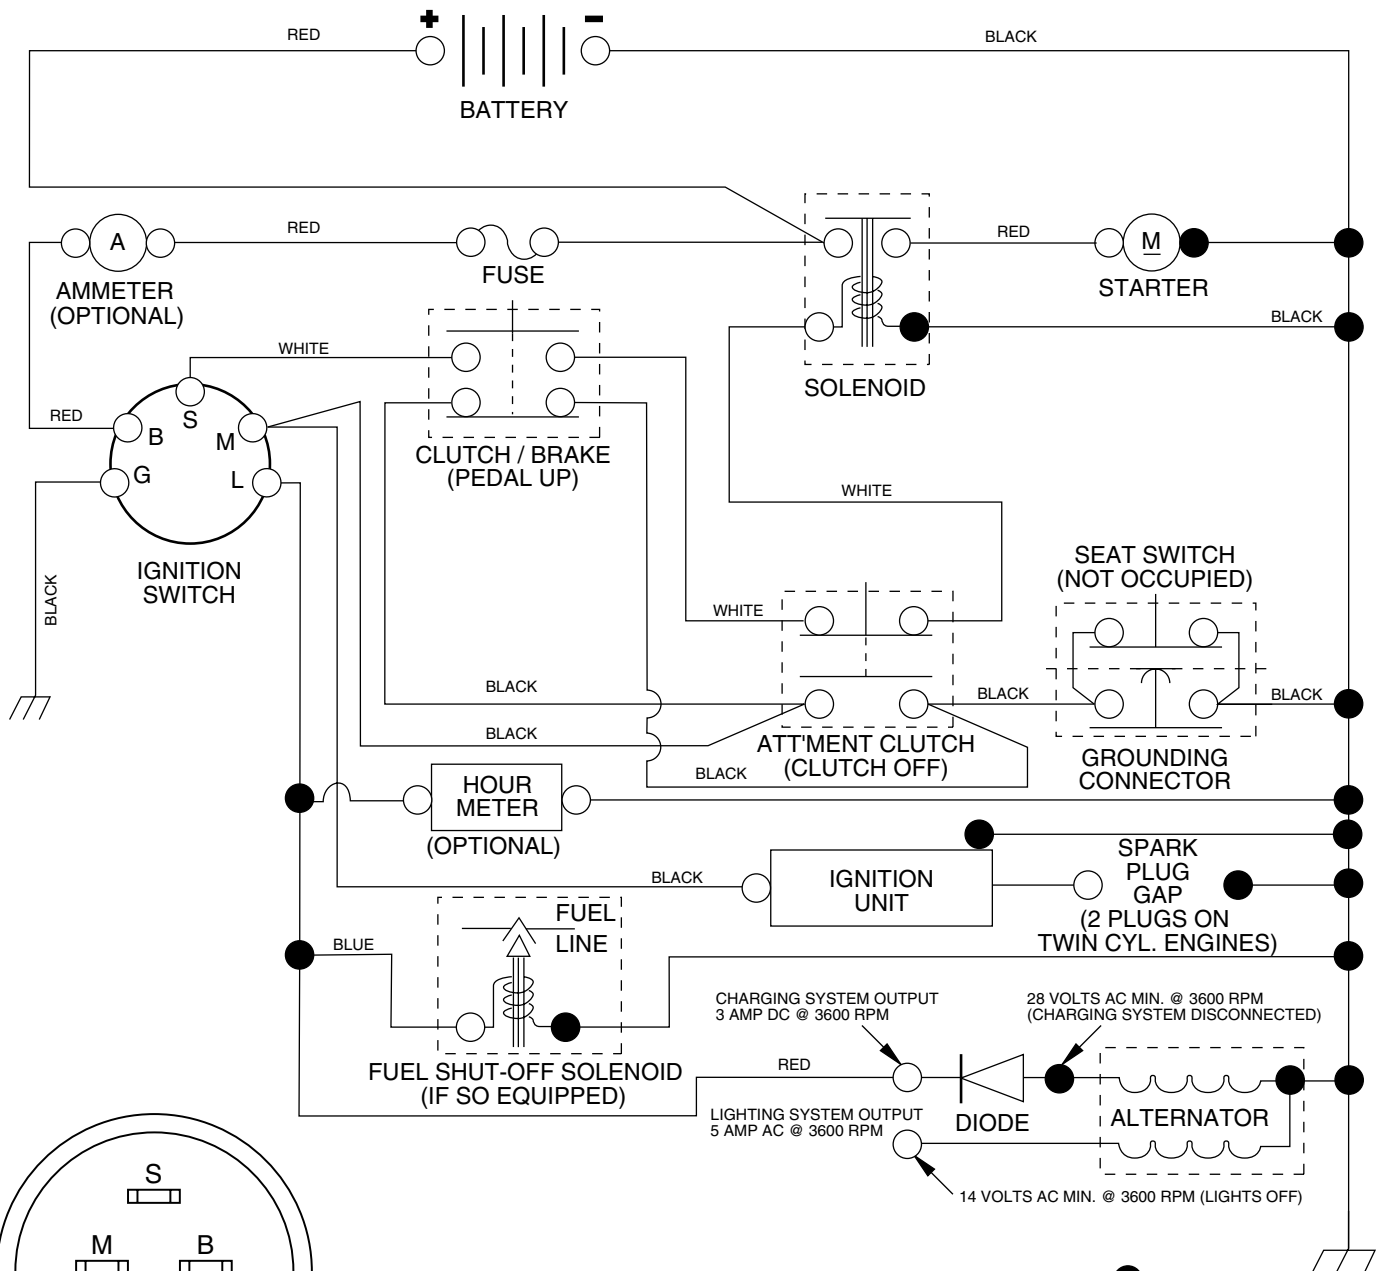 +
-
RED
BLACK
BATTERY
A
RED
FUSE
RED
M
STARTER
AMMETER
(OPTIONAL)
BLACK
WHITE
SOLENOID
RED
S
B
M
G
L
CLUTCH / BRAKE
(PEDAL UP)
WHITE
IGNITION
SWITCH
BLACK
SEAT SWITCH
(NOT OCCUPIED)
WHITE
BLACK
BLACK
BLACK
BLACK
ATT'MENT CLUTCH
(CLUTCH OFF)
BLACK
GROUNDING
CONNECTOR
HOUR
METER
(OPTIONAL)
SPARK
PLUG
GAP
(2 PLUGS ON
TWIN CYL. ENGINES)
BLACK
IGNITION
UNIT
FUEL
LINE
BLUE
CHARGING SYSTEM OUTPUT
3 AMP DC @ 3600 RPM
28 VOLTS AC MIN. @ 3600 RPM
(CHARGING SYSTEM DISCONNECTED)
FUEL SHUT-OFF SOLENOID
(IF SO EQUIPPED)
RED
DIODE
ALTERNATOR
LIGHTING SYSTEM OUTPUT
5 AMP AC @ 3600 RPM
14 VOLTS AC MIN. @ 3600 RPM (LIGHTS OFF)
S
M
B